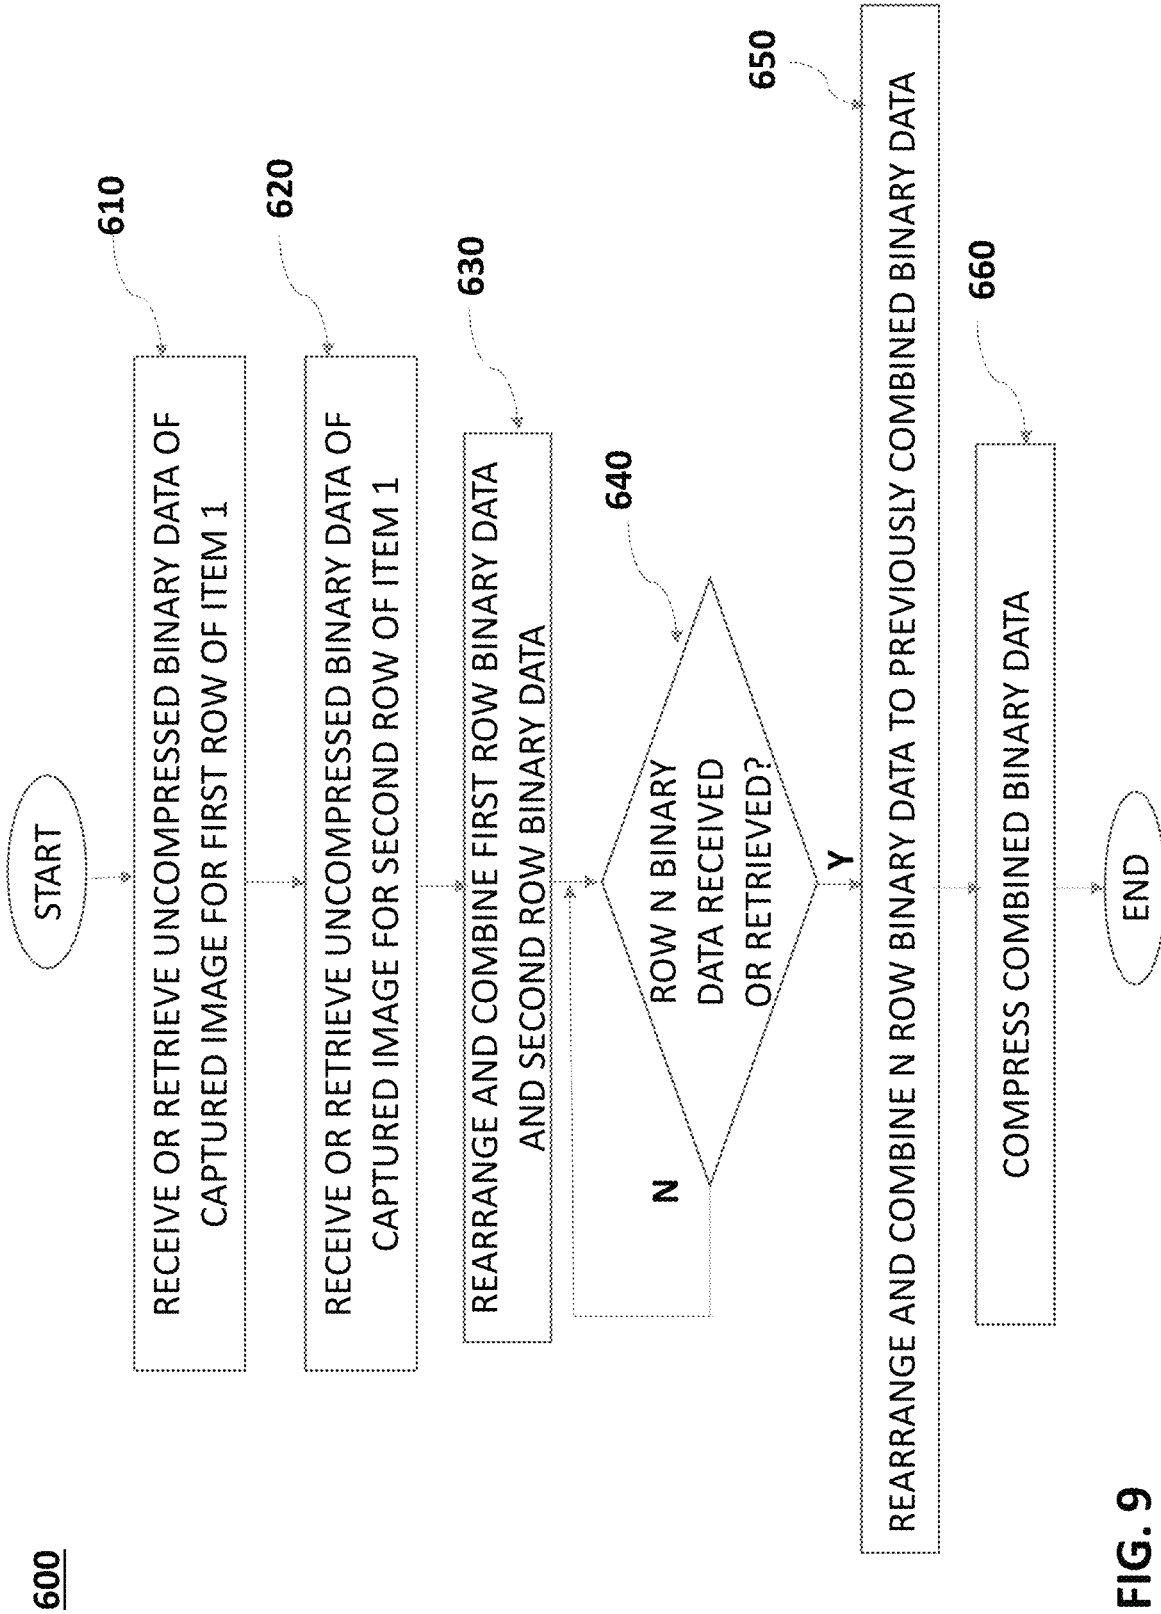 600
START
610
RECEIVE OR RETRIEVE UNCOMPRESSED BINARY DATA OF
CAPTURED IMAGE FOR FIRST ROW OF ITEM 1
620
RECEIVE OR RETRIEVE UNCOMPRESSED BINARY DATA OF
CAPTURED IMAGE FOR SECOND ROW OF ITEM 1
630
REARRANGE AND COMBINE FIRST ROW BINARY DATA
AND SECOND ROW BINARY DATA
640
ROW N BINARY
DATA RECEIVED
OR RETRIEVED?
N
Y
650
REARRANGE AND COMBINE N ROW BINARY DATA TO PREVIOUSLY COMBINED BINARY DATA
660
COMPRESS COMBINED BINARY DATA
END
FIG. 9